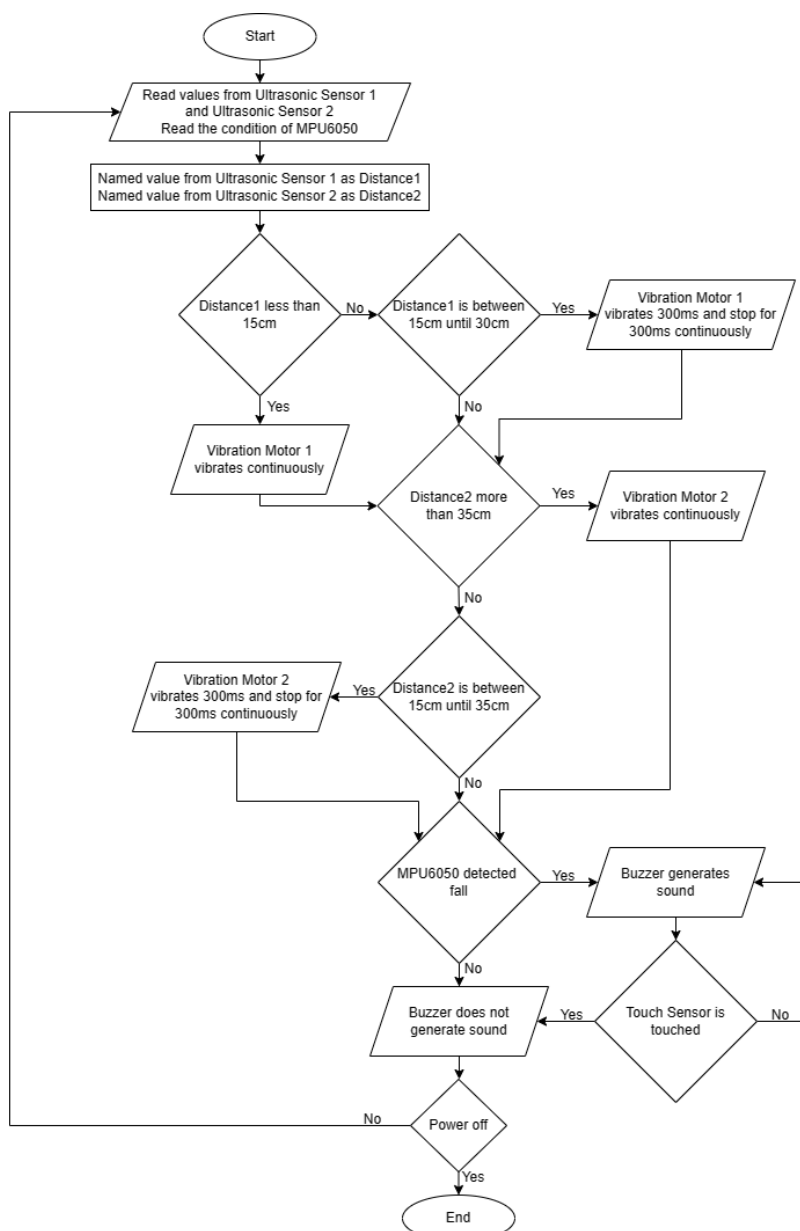 Start
Read values from Ultrasonic Sensor 1
and Ultrasonic Sensor 2
Read the condition of MPU6050
Named value from Ultrasonic Sensor 1 as Distance1
Named value from Ultrasonic Sensor 2 as Distance2
Distance1 less than
15cm
No
Distance1 is between
15cm until 30cm
Yes
Vibration Motor 1
vibrates 300ms and stop for
300ms continuously
Yes
No
Vibration Motor 1
vibrates continuously
Distance2 more
than 35cm
Yes
Vibration Motor 2
vibrates continuously
No
Vibration Motor 2
vibrates 300ms and stop for
300ms continuously
Yes
Distance2 is between
15cm until 35cm
No
MPU6050 detected
fall
Yes
Buzzer generates
sound
No
Buzzer does not
generate sound
Yes
Touch Sensor is
touched
No
No
Power off
Yes
End